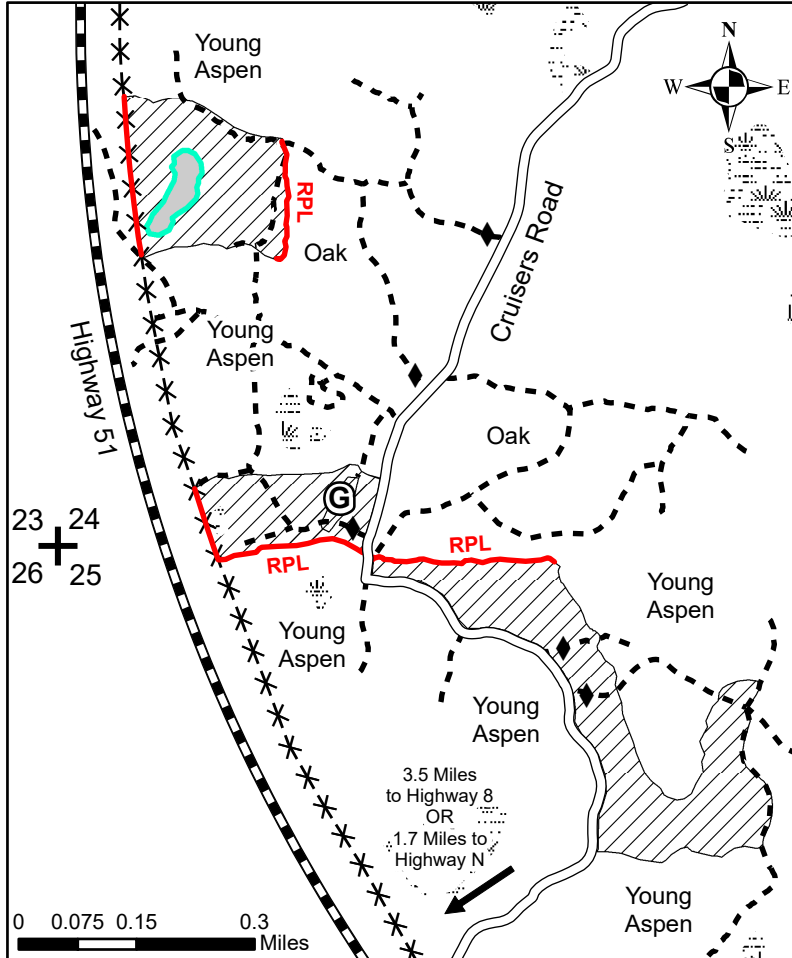 Young
Aspen
N
W
E
S
RPL
Oak
Cruisers Road
Young
Aspen
Highway 51
Oak
G
23 24
26 25
RPL
RPL
Young
Aspen
Young
Aspen
Young
Aspen
3.5 Miles
to Highway 8
OR
1.7 Miles to
Highway N
Young
Aspen
0 0.075 0.15 0.3
Miles